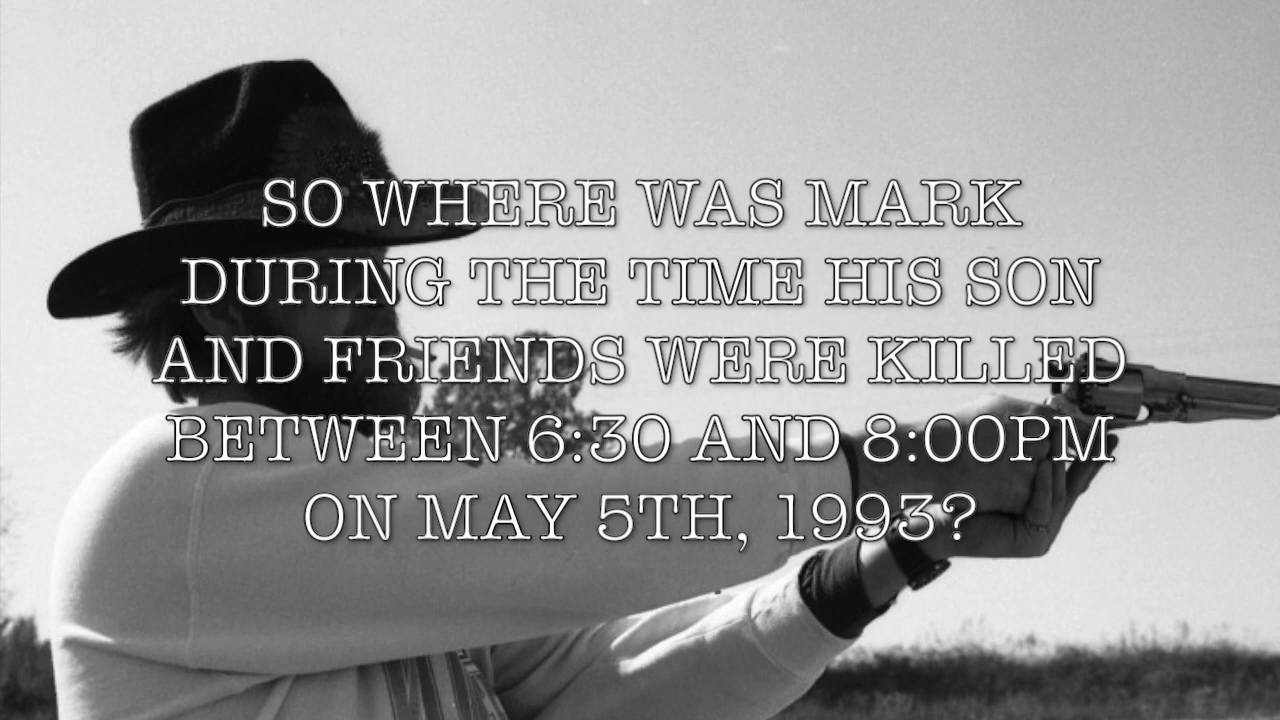 SO WHERE WAS MARK
DURING THE TIME HIS SON
AND FRIENDS WERE KILLED
BETWEEN 6:30 AND 8:00PM
ON MAY 5TH, 1993?